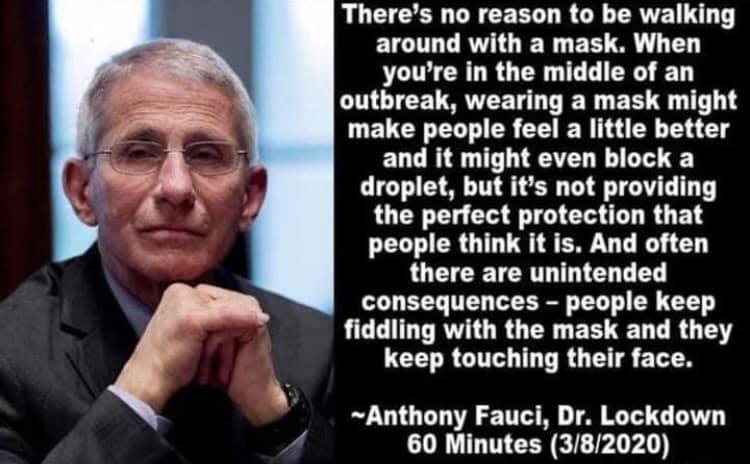 There's no reason to be walking
around with a mask. When
you're in the middle of an
outbreak, wearing a mask might
make people feel a little better
and it might even block a
droplet, but it's not providing
the perfect protection that
people think it is. And often
there are unintended
consequences – people keep
fiddling with the mask and they
keep touching their face.
~Anthony Fauci, Dr. Lockdown
60 Minutes (3/8/2020)